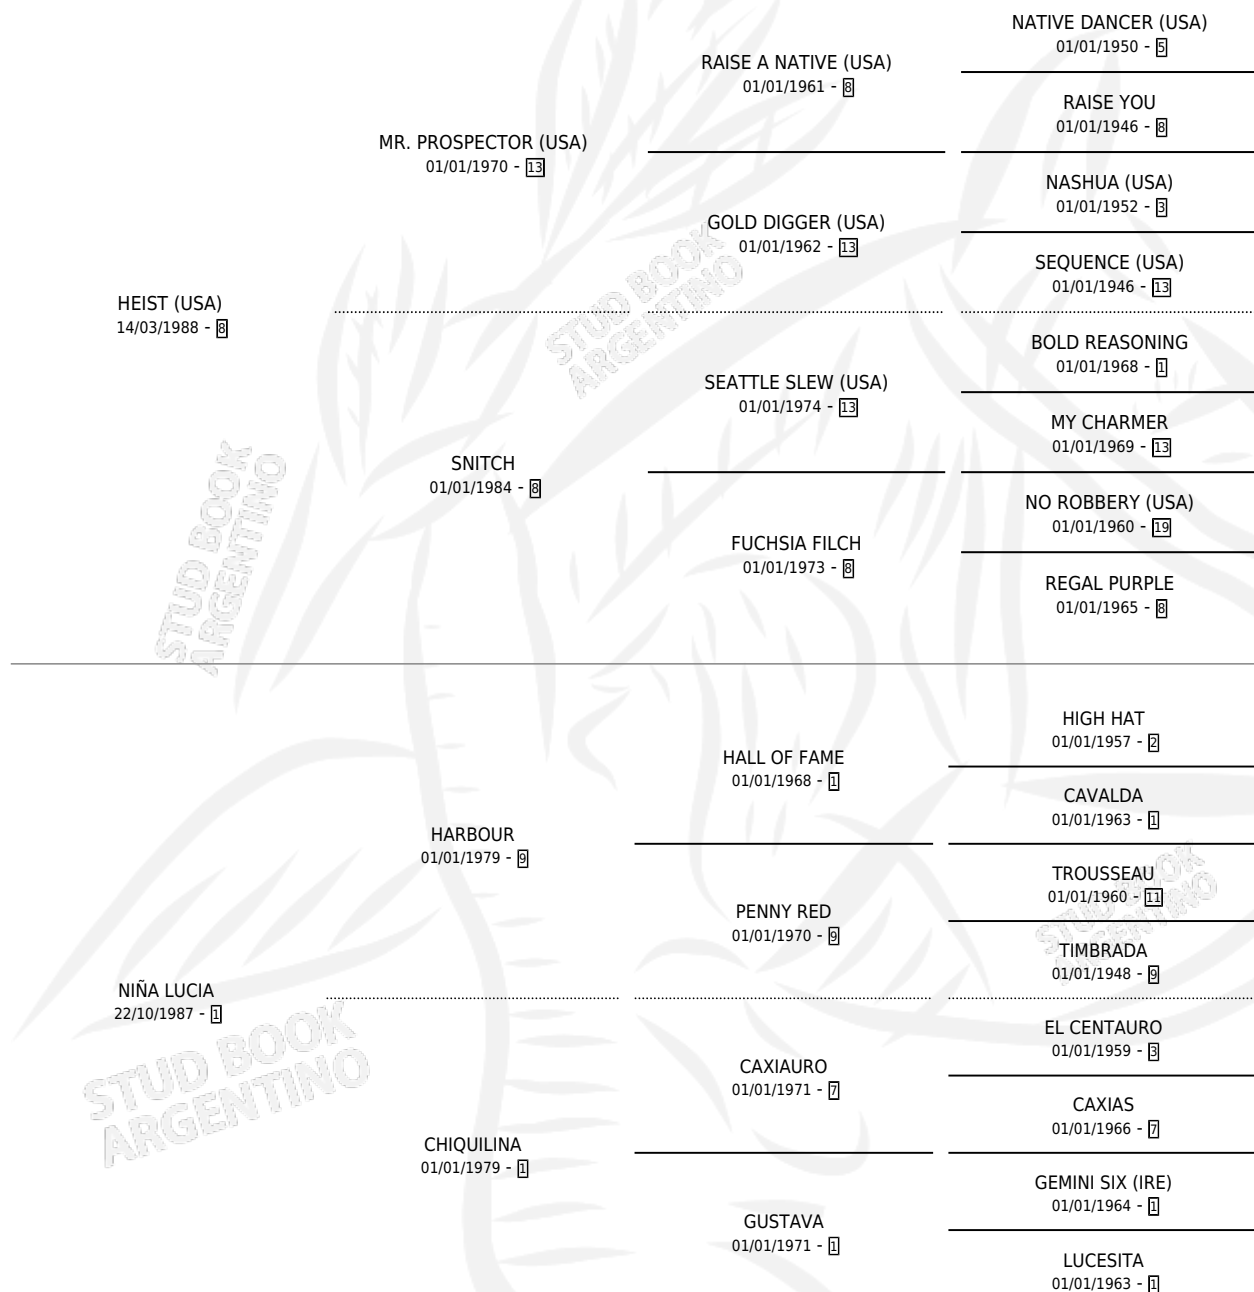 NATIVE DANCER (USA)
01/01/1950 - 5
RAISE A NATIVE (USA)
01/01/1961 - 8
RAISE YOU
01/01/1946 - 8
MR. PROSPECTOR (USA)
01/01/1970 - 13
NASHUA (USA)
01/01/1952 - 3
GOLD DIGGER (USA)
01/01/1962 - 13
SEQUENCE (USA)
01/01/1946 - 13
HEIST (USA)
14/03/1988 - 8
BOLD REASONING
01/01/1968 - 1
SEATTLE SLEW (USA)
01/01/1974 - 13
MY CHARMER
01/01/1969 - 13
SNITCH
01/01/1984 - 8
NO ROBBERY (USA)
01/01/1960 - 19
FUCHSIA FILCH
01/01/1973 - 8
REGAL PURPLE
01/01/1965 - 8
HIGH HAT
01/01/1957 - 2
HALL OF FAME
01/01/1968 - 1
CAVALDA
01/01/1963 - 1
HARBOUR
01/01/1979 - 9
TROUSSEAU
01/01/1960 - 11
PENNY RED
01/01/1970 - 9
TIMBRADA
01/01/1948 - 9
NIÑA LUCIA
22/10/1987 - 1
EL CENTAURO
01/01/1959 - 3
CAXIAURO
01/01/1971 - 7
CAXIAS
01/01/1966 - 7
CHIQUILINA
01/01/1979 - 1
GEMINI SIX (IRE)
01/01/1964 - 1
GUSTAVA
01/01/1971 - 1
LUCESITA
01/01/1963 - 1
STUD BOOK
ARGENTINO
STUD BOOK
ARGENTINO
STUD BOOK
ARGENTINO
STUD BOOK
ARGENTINO